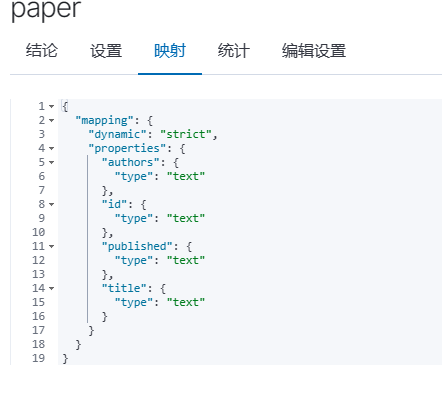 paper
结论 设置 映射 统计 编辑设置
1 {
2 "mapping": {
3 "dynamic": "strict",
4 "properties": {
5 "authors": {
6 "type": "text"
7 },
8 "id": {
9 "type": "text"
10 },
11 "published": {
12 "type": "text"
13 },
14 "title": {
15 "type": "text"
16 }
17 }
18 }
19 }